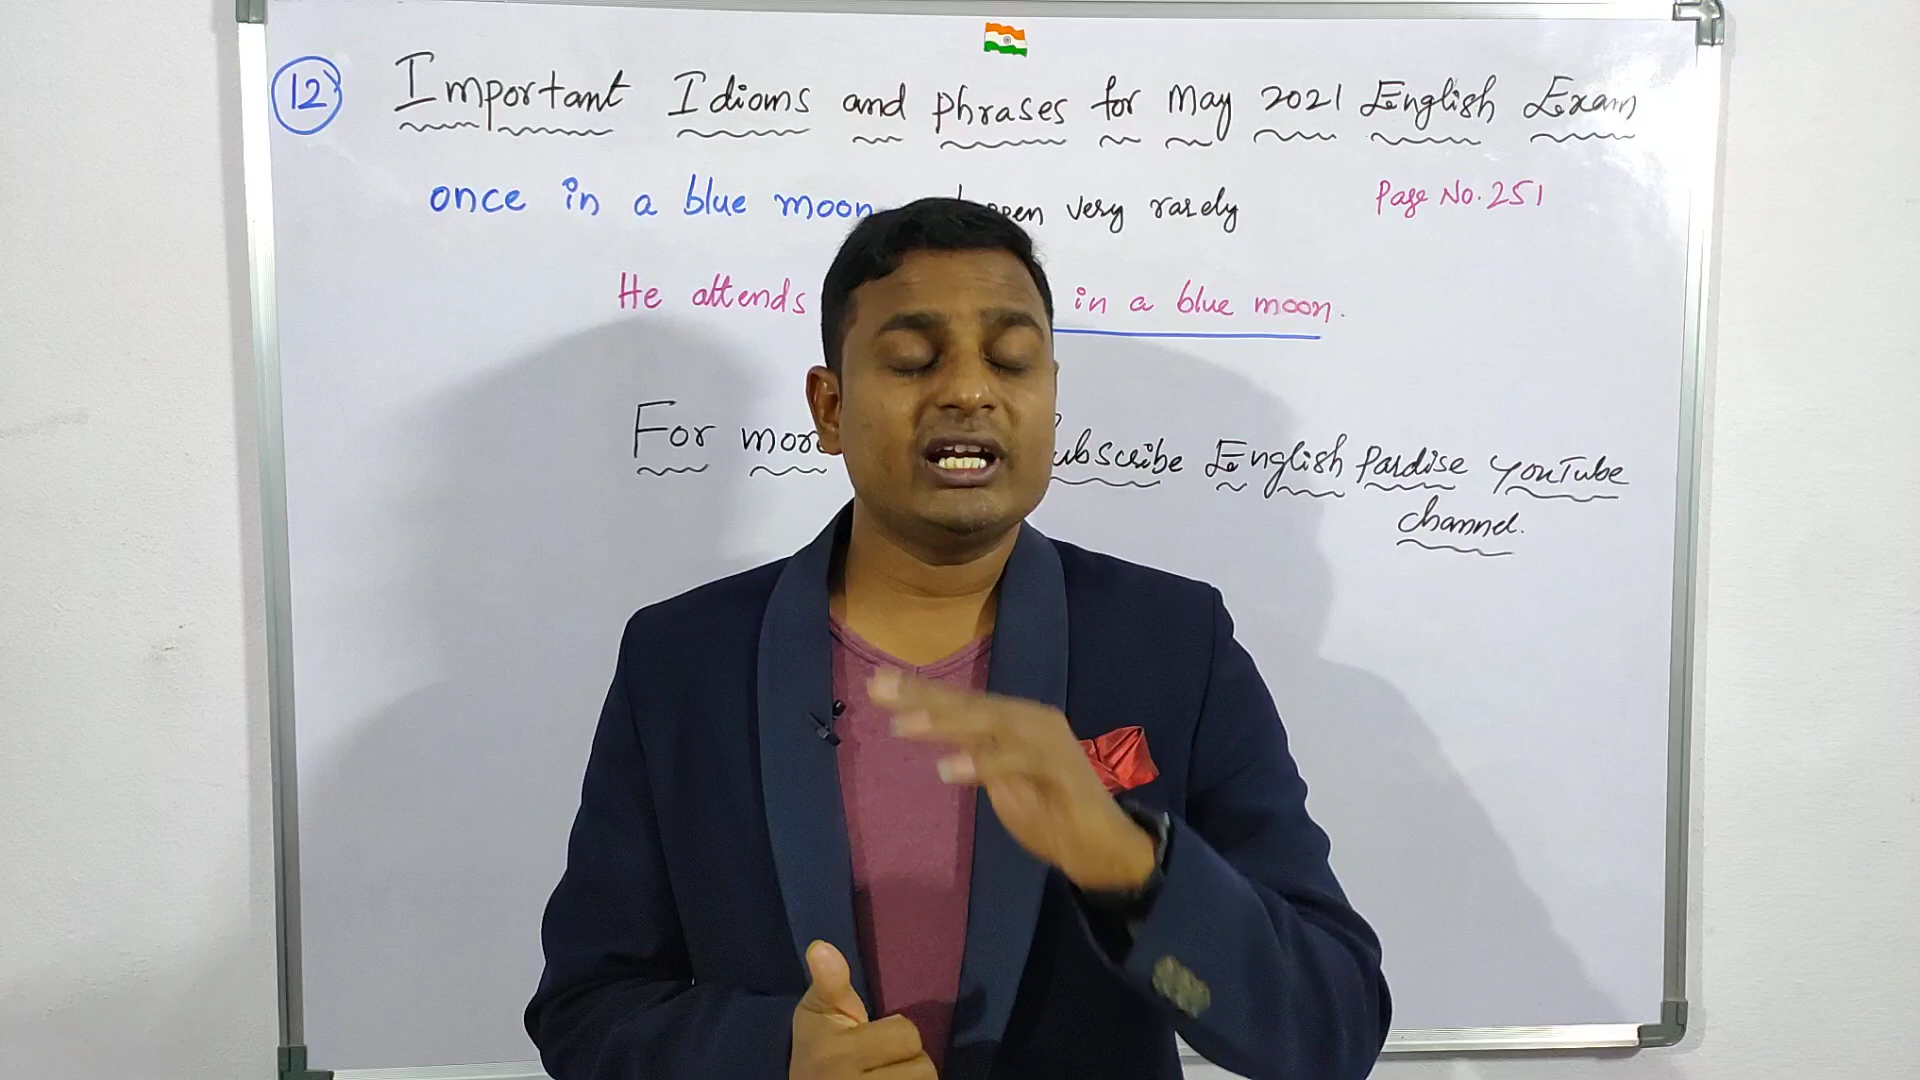 12 Important Idioms and phrases for May 2021 English Exam
once in a blue moon very rarely Page No. 251
He attends in a blue moon.
For more Subscribe English Pardise YouTube
channel.